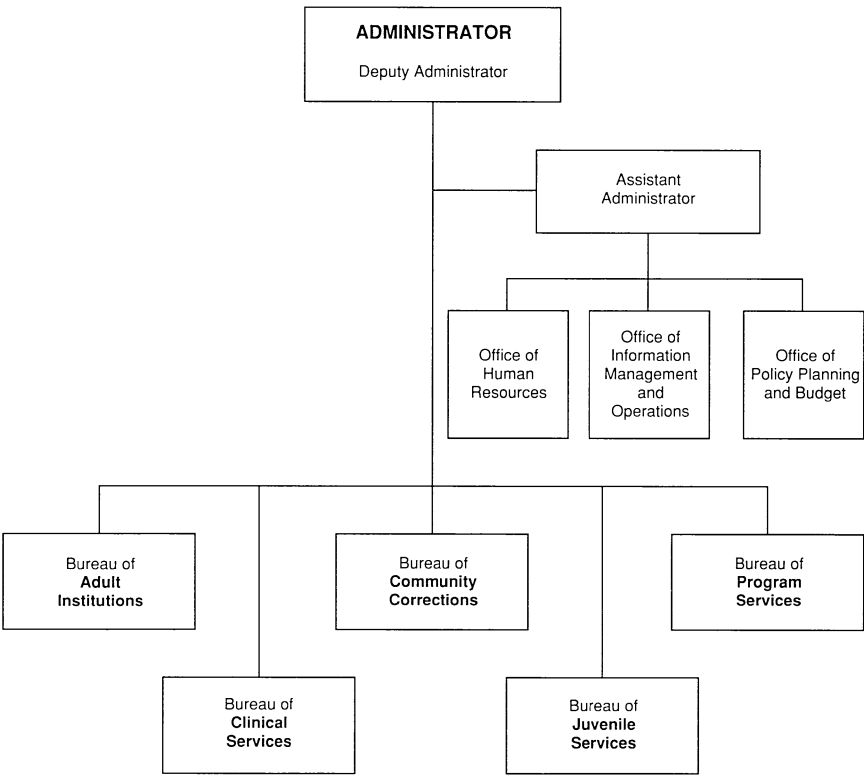 ADMINISTRATOR
Deputy Administrator
Assistant
Administrator
Office of
Human
Resources
Office of
Information
Management
and
Operations
Office of
Policy Planning
and Budget
Bureau of
Adult
Institutions
Bureau of
Community
Corrections
Bureau of
Program
Services
Bureau of
Clinical
Services
Bureau of
Juvenile
Services